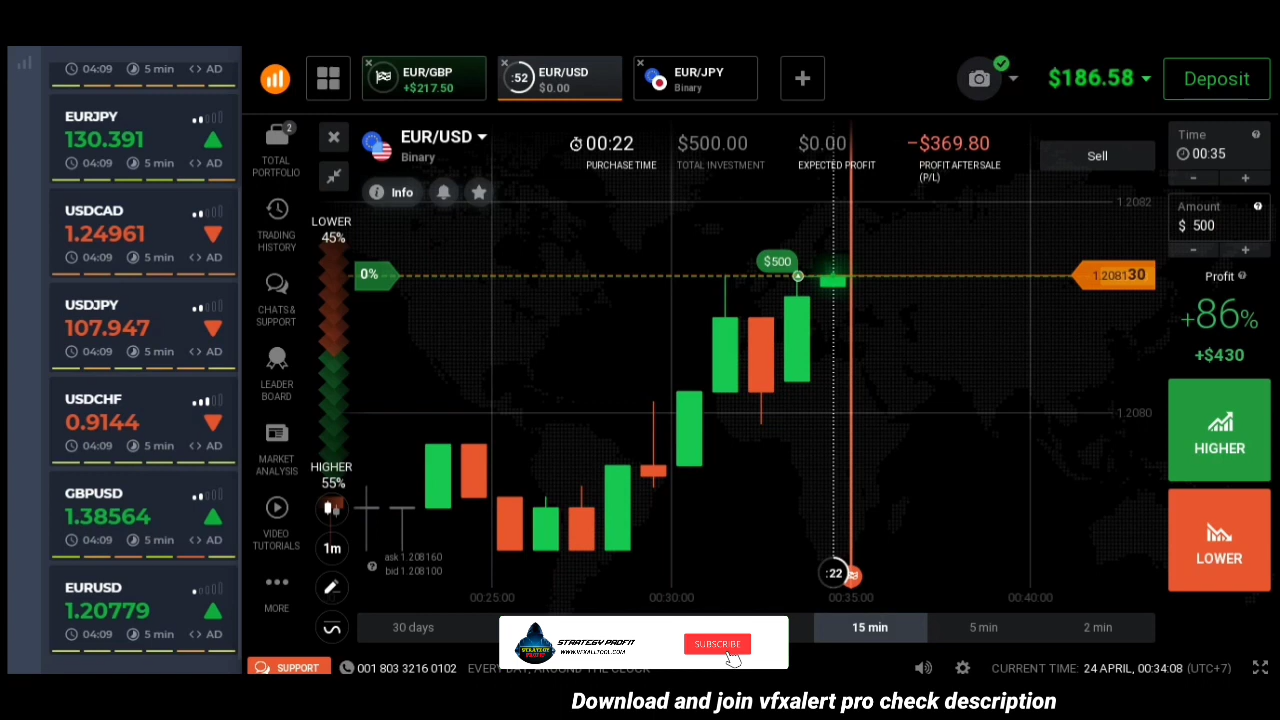 04:09 5 min AD
EURJPY
130.391
04:09 5 min AD
USDCAD
1.24961
04:09 5 min AD
USDJPY
107.947
04:09 5 min AD
USDCHF
0.9144
04:09 5 min AD
GBPUSD
1.38564
04:09 5 min AD
EURUSD
1.20779
04:09 5 min AD
EUR/GBP
+$217.50
:52
EUR/USD
$0.00
EUR/JPY
Binary
+
$186.58
Deposit
2
TOTAL
PORTFOLIO
TRADING
HISTORY
CHATS &
SUPPORT
LEADER
BOARD
MARKET
ANALYSIS
VIDEO
TUTORIALS
MORE
EUR/USD
Binary
Info
00:22
PURCHASE TIME
$500.00
TOTAL INVESTMENT
$0.00
EXPECTED PROFIT
-$369.80
PROFIT AFTER SALE
(P/L)
Sell
LOWER
45%
0%
$500
1.2082
1.208130
1.2080
HIGHER
55%
1m
ask 1.208160
bid 1.208100
:22
00:25:00
00:30:00
00:35:00
00:40:00
30 days
15 min
5 min
2 min
Time
00:35
- +
Amount
$ 500
- +
Profit
+86%
+$430
HIGHER
LOWER
STRATEGY PROFIT
WWW.VFXALLTOOL.COM
SUBSCRIBE
SUPPORT
001 803 3216 0102
EVERY DAY, AROUND THE CLOCK
CURRENT TIME: 24 APRIL, 00:34:08 (UTC+7)
Download and join vfxalert pro check description